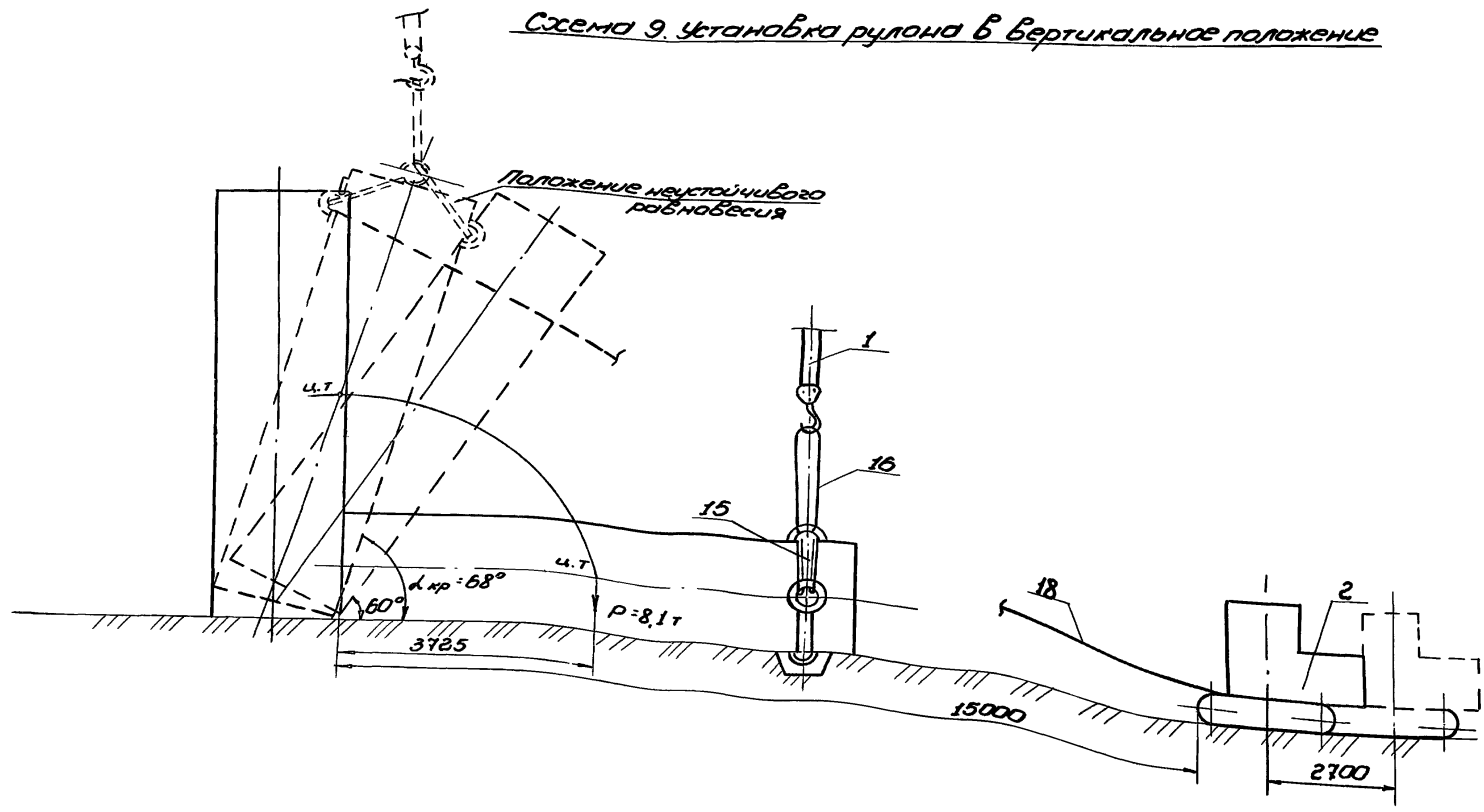 Схема 9. Установка рулона в вертикальное положение
Положение неустойчивого
равновесия
1
16
15
ц.т
ц.т
α кр = 68°
60°
P = 8,1 т
3725
18
2
15000
2700